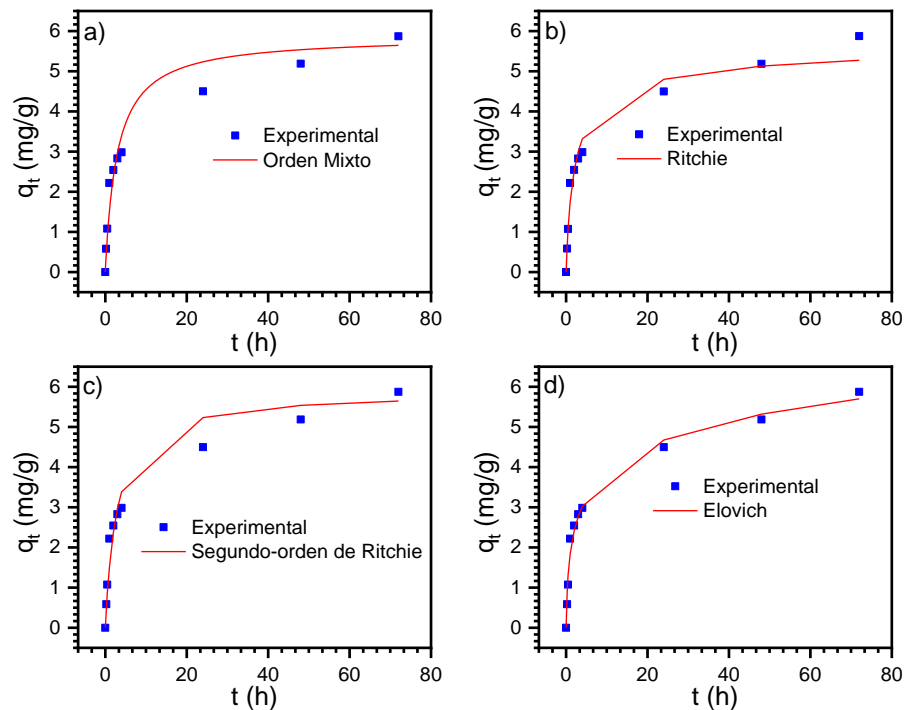 a)
q_t (mg/g)
6
5
4
3
2
1
0
Experimental
Orden Mixto
0 20 40 60 80
t (h)
b)
q_t (mg/g)
6
5
4
3
2
1
0
Experimental
Ritchie
0 20 40 60 80
t (h)
c)
q_t (mg/g)
6
5
4
3
2
1
0
Experimental
Segundo-orden de Ritchie
0 20 40 60 80
t (h)
d)
q_t (mg/g)
6
5
4
3
2
1
0
Experimental
Elovich
0 20 40 60 80
t (h)